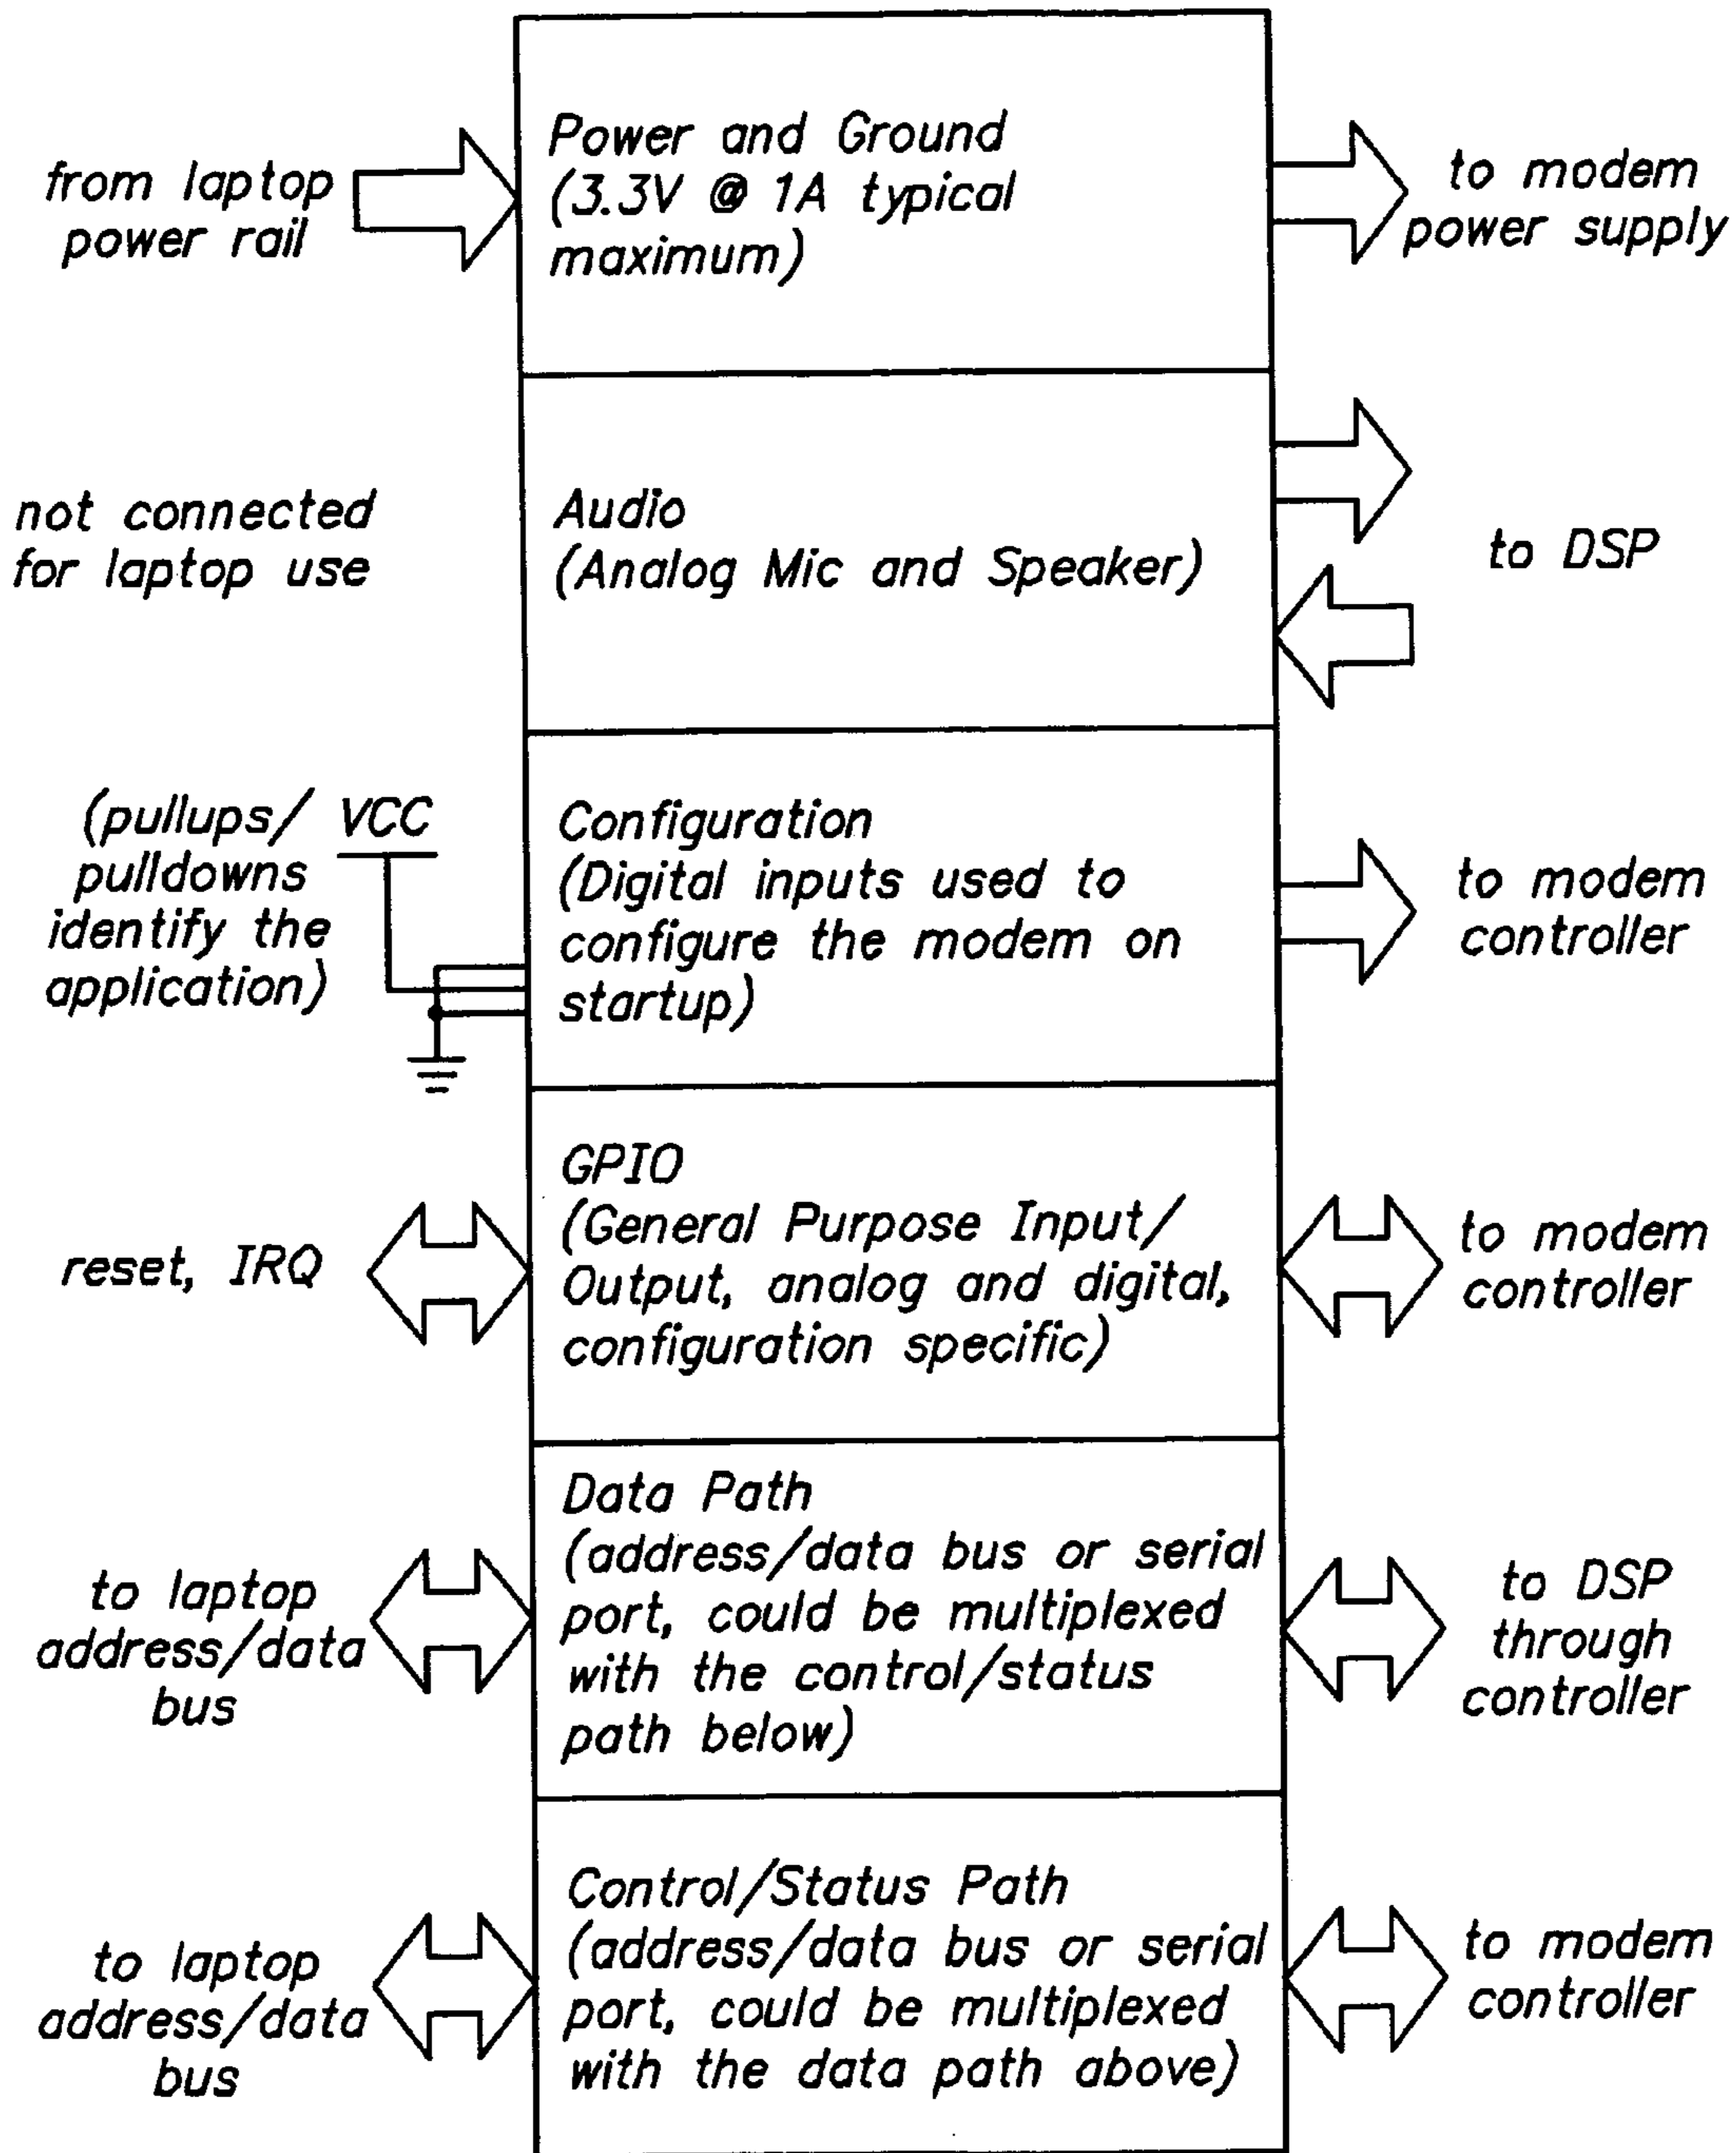 from laptop
power rail
Power and Ground
(3.3V @ 1A typical
maximum)
to modem
power supply
not connected
for laptop use
Audio
(Analog Mic and Speaker)
to DSP
(pullups/
pulldowns
identify the
application)
VCC
Configuration
(Digital inputs used to
configure the modem on
startup)
to modem
controller
reset, IRQ
GPIO
(General Purpose Input/
Output, analog and digital,
configuration specific)
to modem
controller
to laptop
address/data
bus
Data Path
(address/data bus or serial
port, could be multiplexed
with the control/status
path below)
to DSP
through
controller
to laptop
address/data
bus
Control/Status Path
(address/data bus or serial
port, could be multiplexed
with the data path above)
to modem
controller